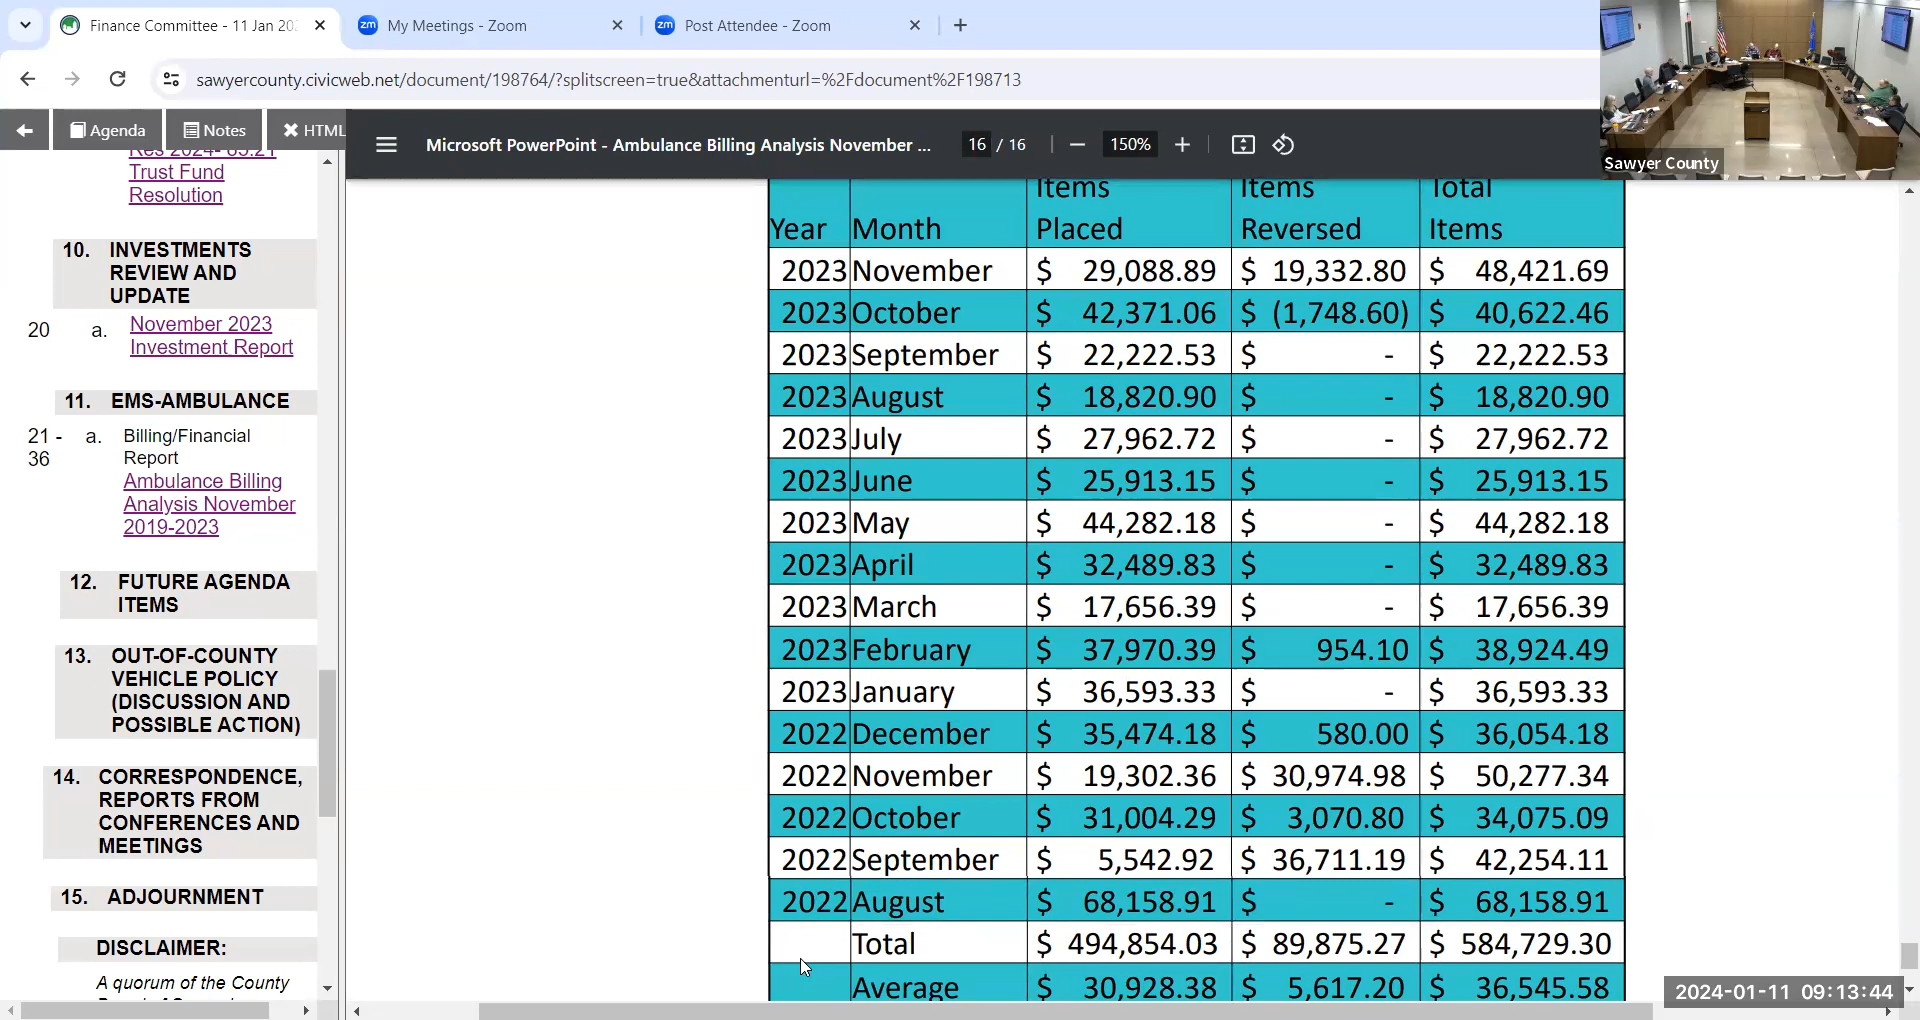 Finance Committee - 11 Jan 202
My Meetings - Zoom
Post Attendee - Zoom
sawyercounty.civicweb.net/document/198764/?splitscreen=true&attachmenturl=%2Fdocument%2F198713
Agenda
Notes
HTML
Microsoft PowerPoint - Ambulance Billing Analysis November ...
16 / 16
150%
Sawyer County
Trust Fund
Resolution
10. INVESTMENTS
REVIEW AND
UPDATE
20 a. November 2023
Investment Report
11. EMS-AMBULANCE
21 - a. Billing/Financial
36 Report
Ambulance Billing
Analysis November
2019-2023
12. FUTURE AGENDA
ITEMS
13. OUT-OF-COUNTY
VEHICLE POLICY
(DISCUSSION AND
POSSIBLE ACTION)
14. CORRESPONDENCE,
REPORTS FROM
CONFERENCES AND
MEETINGS
15. ADJOURNMENT
DISCLAIMER:
A quorum of the County
Items Items Total
Year Month Placed Reversed Items
2023 November $ 29,088.89 $ 19,332.80 $ 48,421.69
2023 October $ 42,371.06 $ (1,748.60) $ 40,622.46
2023 September $ 22,222.53 $ - $ 22,222.53
2023 August $ 18,820.90 $ - $ 18,820.90
2023 July $ 27,962.72 $ - $ 27,962.72
2023 June $ 25,913.15 $ - $ 25,913.15
2023 May $ 44,282.18 $ - $ 44,282.18
2023 April $ 32,489.83 $ - $ 32,489.83
2023 March $ 17,656.39 $ - $ 17,656.39
2023 February $ 37,970.39 $ 954.10 $ 38,924.49
2023 January $ 36,593.33 $ - $ 36,593.33
2022 December $ 35,474.18 $ 580.00 $ 36,054.18
2022 November $ 19,302.36 $ 30,974.98 $ 50,277.34
2022 October $ 31,004.29 $ 3,070.80 $ 34,075.09
2022 September $ 5,542.92 $ 36,711.19 $ 42,254.11
2022 August $ 68,158.91 $ - $ 68,158.91
Total $ 494,854.03 $ 89,875.27 $ 584,729.30
Average $ 30,928.38 $ 5,617.20 $ 36,545.58
2024-01-11 09:13:44